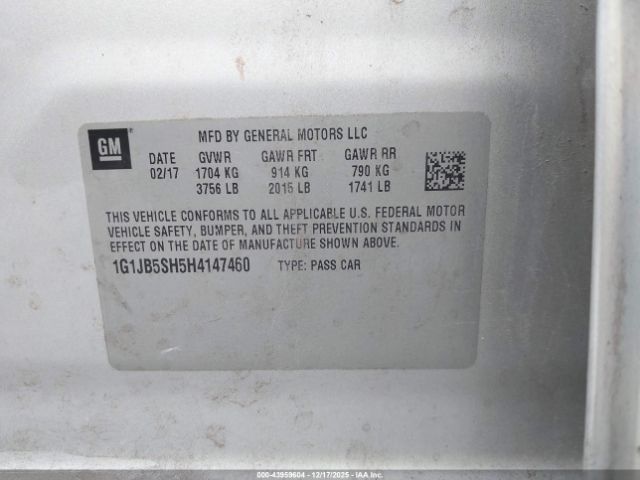 GM
MFD BY GENERAL MOTORS LLC
DATE GVWR GAWR FRT GAWR RR
02/17 1704 KG 914 KG 790 KG
3756 LB 2015 LB 1741 LB
THIS VEHICLE CONFORMS TO ALL APPLICABLE U.S. FEDERAL MOTOR
VEHICLE SAFETY, BUMPER, AND THEFT PREVENTION STANDARDS IN
EFFECT ON THE DATE OF MANUFACTURE SHOWN ABOVE.
1G1JB5SH5H4147460 TYPE: PASS CAR
000-43959604 | 12/17/2025 - COPART | IAA